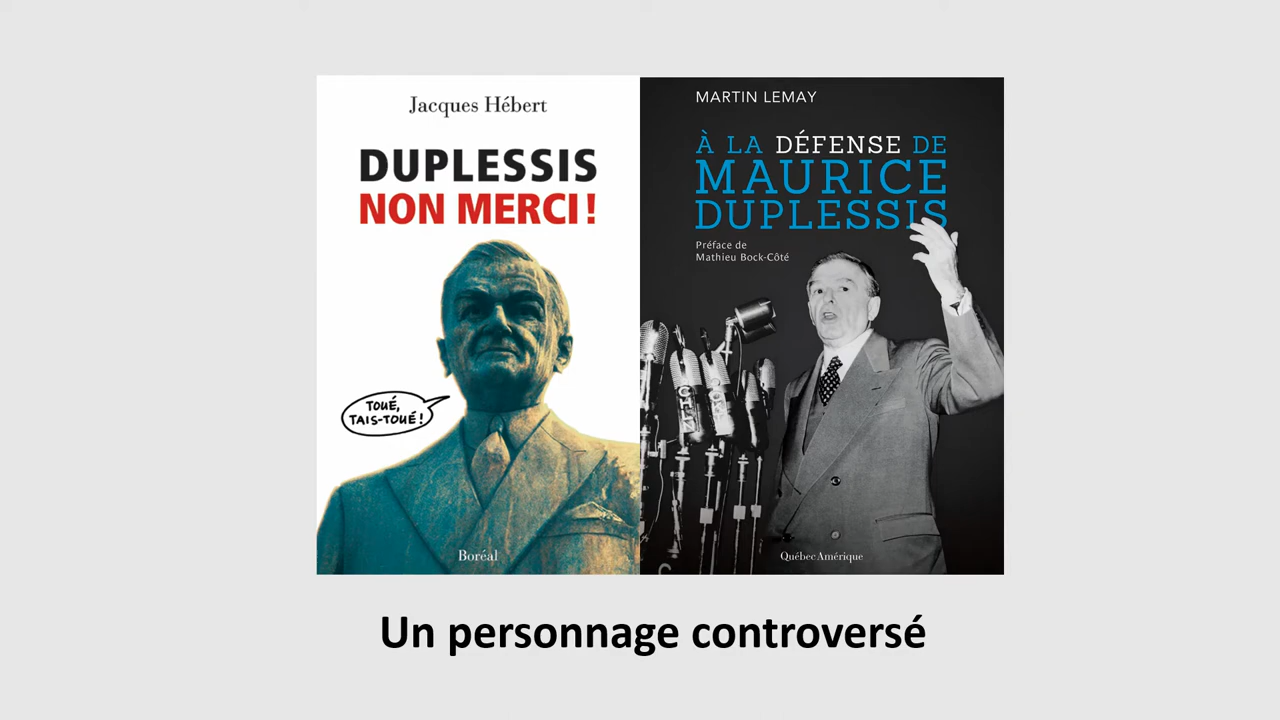 Jacques Hébert
DUPLESSIS
NON MERCI !
TOUÉ,
TAIS-TOUÉ !
Boréal
MARTIN LEMAY
À LA DÉFENSE DE
MAURICE
DUPLESSIS
Préface de
Mathieu Bock-Côté
Québec Amérique
Un personnage controversé